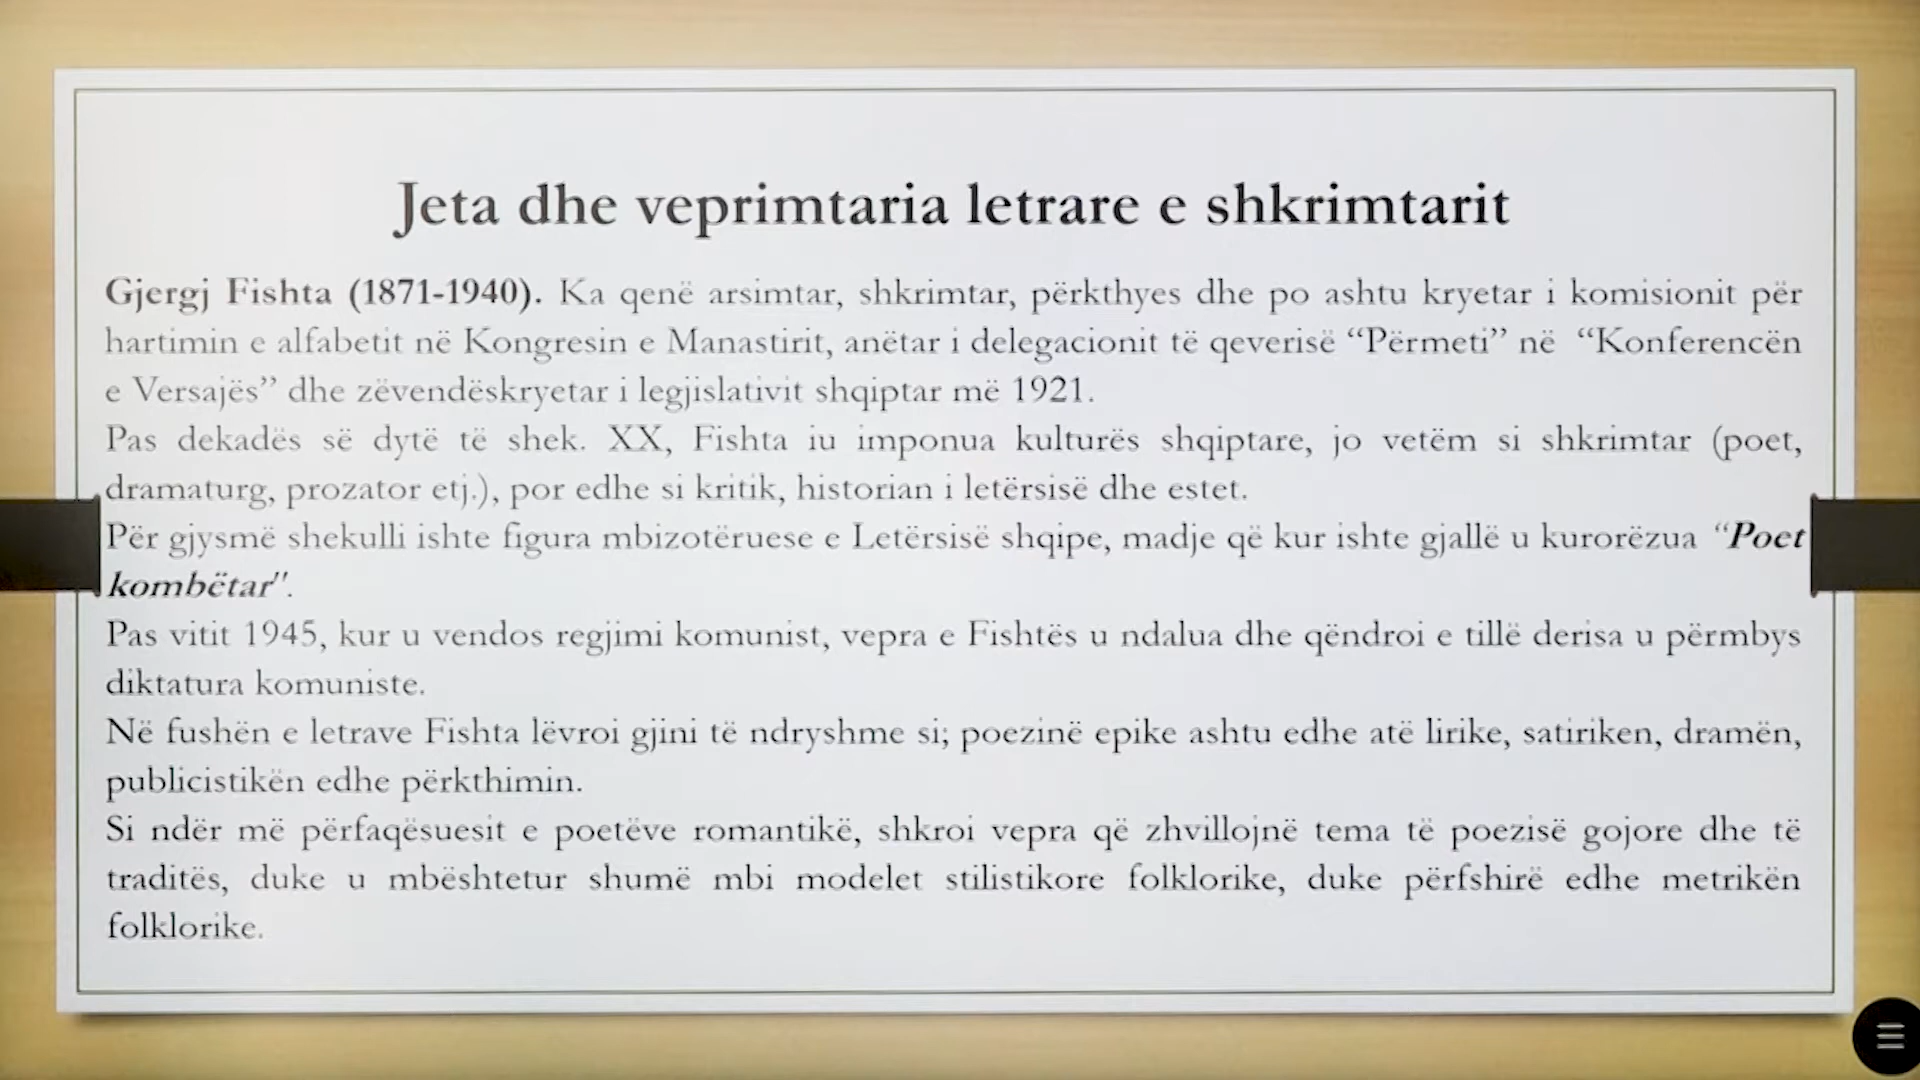 Jeta dhe veprimtaria letrare e shkrimtarit
Gjergj Fishta (1871-1940). Ka qenë arsimtar, shkrimtar, përkthyes dhe po ashtu kryetar i komisionit për
hartimin e alfabetit në Kongresin e Manastirit, anëtar i delegacionit të qeverisë “Përmeti” në “Konferencën
e Versajës” dhe zëvendëskryetar i legjislativit shqiptar më 1921.
Pas dekadës së dytë të shek. XX, Fishta iu imponua kulturës shqiptare, jo vetëm si shkrimtar (poet,
dramaturg, prozator etj.), por edhe si kritik, historian i letërsisë dhe estet.
Për gjysmë shekulli ishte figura mbizotëruese e Letërsisë shqipe, madje që kur ishte gjallë u kurorëzua “Poet
kombëtar".
Pas vitit 1945, kur u vendos regjimi komunist, vepra e Fishtës u ndalua dhe qëndroi e tillë derisa u përmbys
diktatura komuniste.
Në fushën e letrave Fishta lëvroi gjini të ndryshme si; poezinë epike ashtu edhe atë lirike, satiriken, dramën,
publicistikën edhe përkthimin.
Si ndër më përfaqësuesit e poetëve romantikë, shkroi vepra që zhvillojnë tema të poezisë gojore dhe të
traditës, duke u mbështetur shumë mbi modelet stilistikore folklorike, duke përfshirë edhe metrikën
folklorike.